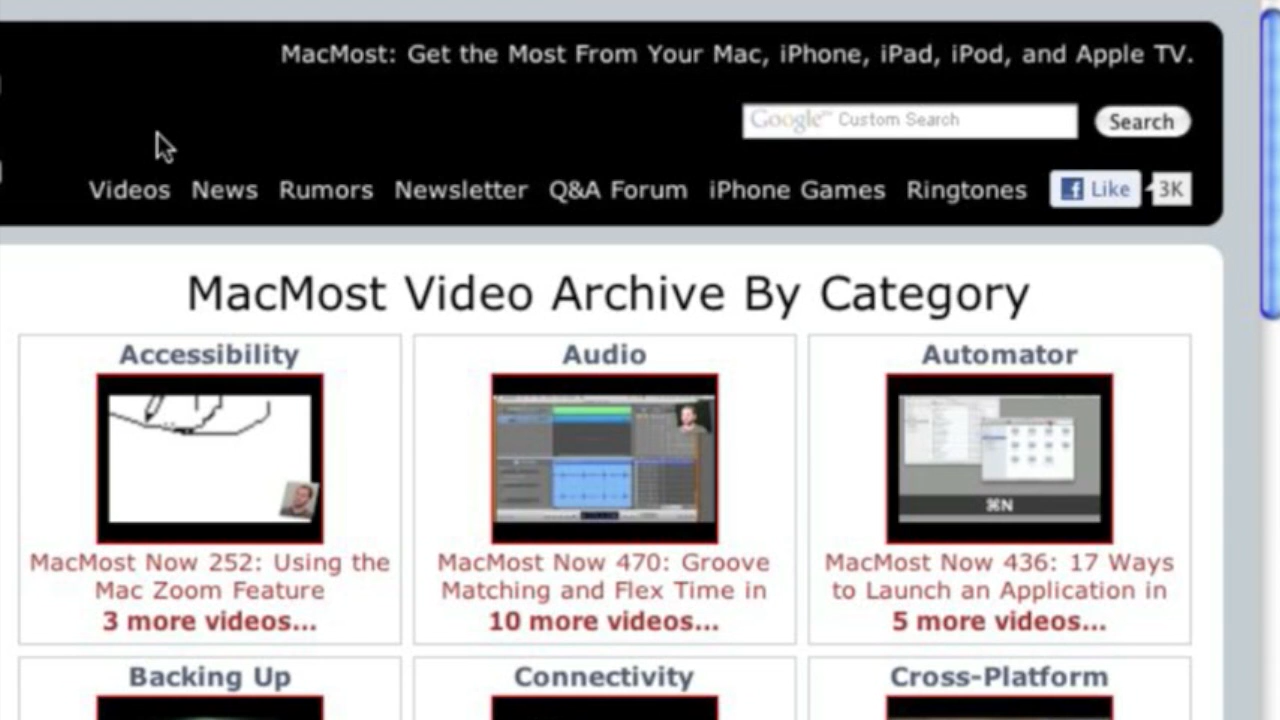 MacMost: Get the Most From Your Mac, iPhone, iPad, iPod, and Apple TV.
Google™ Custom Search
Search
Videos News Rumors Newsletter Q&A Forum iPhone Games Ringtones Like 3K
MacMost Video Archive By Category
Accessibility
Audio
Automator
⌘N
MacMost Now 252: Using the
Mac Zoom Feature
3 more videos...
MacMost Now 470: Groove
Matching and Flex Time in
10 more videos...
MacMost Now 436: 17 Ways
to Launch an Application in
5 more videos...
Backing Up
Connectivity
Cross-Platform